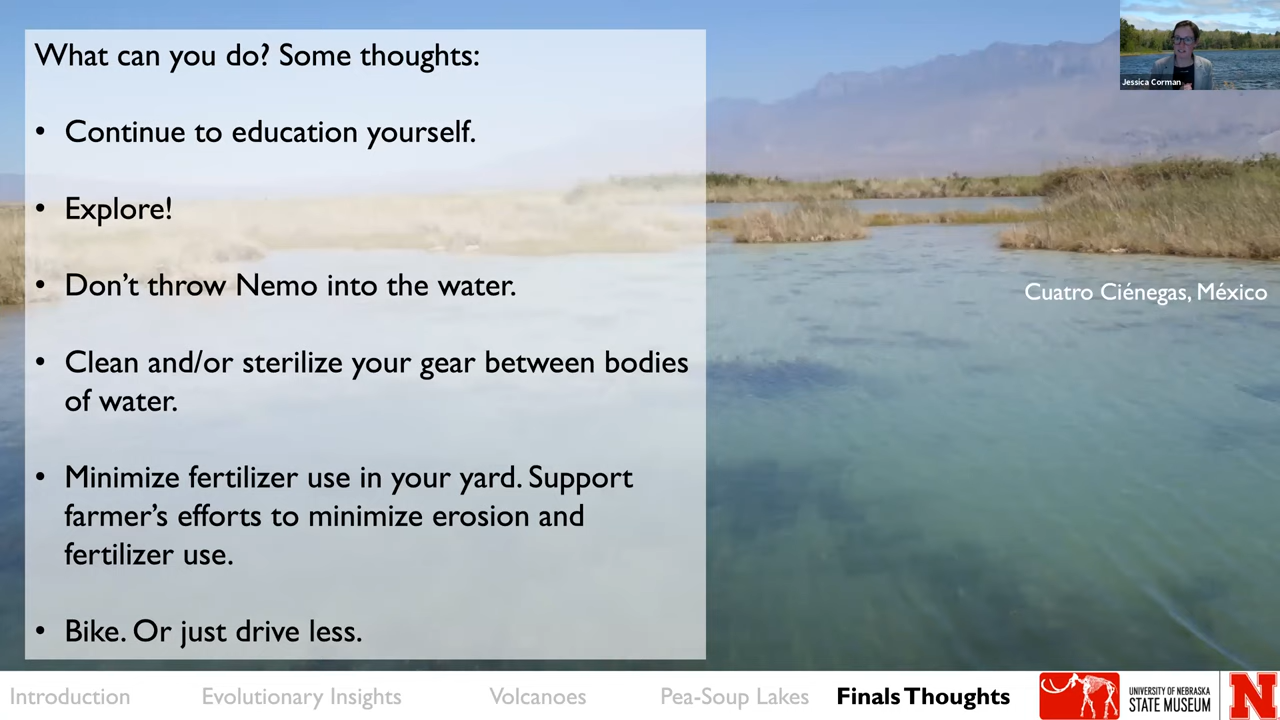 What can you do? Some thoughts:
• Continue to education yourself.
• Explore!
• Don’t throw Nemo into the water.
• Clean and/or sterilize your gear between bodies
of water.
• Minimize fertilizer use in your yard. Support
farmer’s efforts to minimize erosion and
fertilizer use.
• Bike. Or just drive less.
Jessica Corman
Cuatro Ciénegas, México
Introduction
Evolutionary Insights
Volcanoes
Pea-Soup Lakes
Finals Thoughts
UNIVERSITY OF NEBRASKA
STATE MUSEUM
N